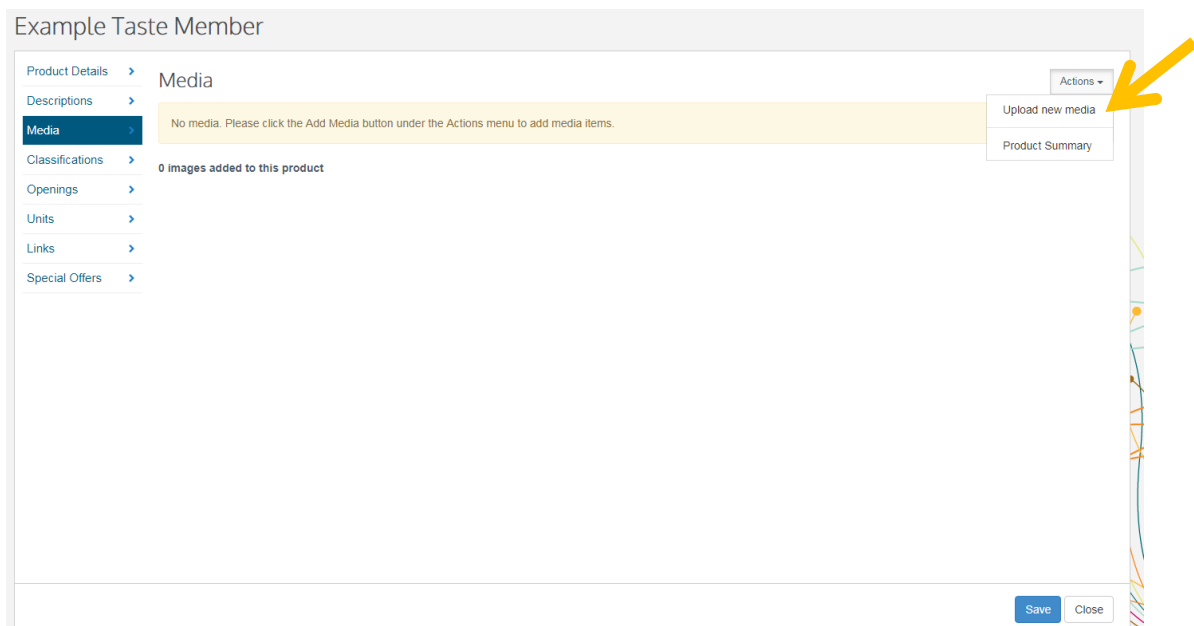 Example Taste Member
Product Details
Descriptions
Media
Classifications
Openings
Units
Links
Special Offers
Media
Actions
Upload new media
Product Summary
No media. Please click the Add Media button under the Actions menu to add media items.
0 images added to this product
Save Close